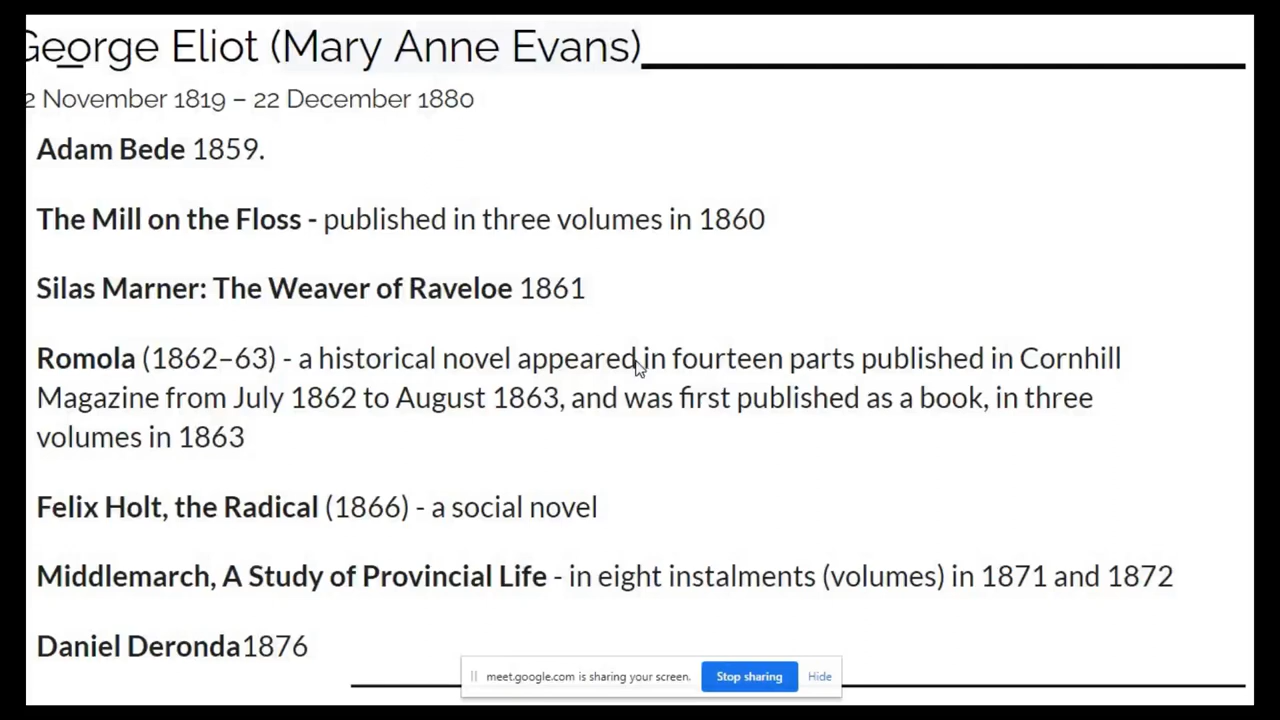 George Eliot (Mary Anne Evans)
2 November 1819 – 22 December 1880
Adam Bede 1859.
The Mill on the Floss - published in three volumes in 1860
Silas Marner: The Weaver of Raveloe 1861
Romola (1862–63) - a historical novel appeared in fourteen parts published in Cornhill
Magazine from July 1862 to August 1863, and was first published as a book, in three
volumes in 1863
Felix Holt, the Radical (1866) - a social novel
Middlemarch, A Study of Provincial Life - in eight instalments (volumes) in 1871 and 1872
Daniel Deronda1876
meet.google.com is sharing your screen. Stop sharing Hide